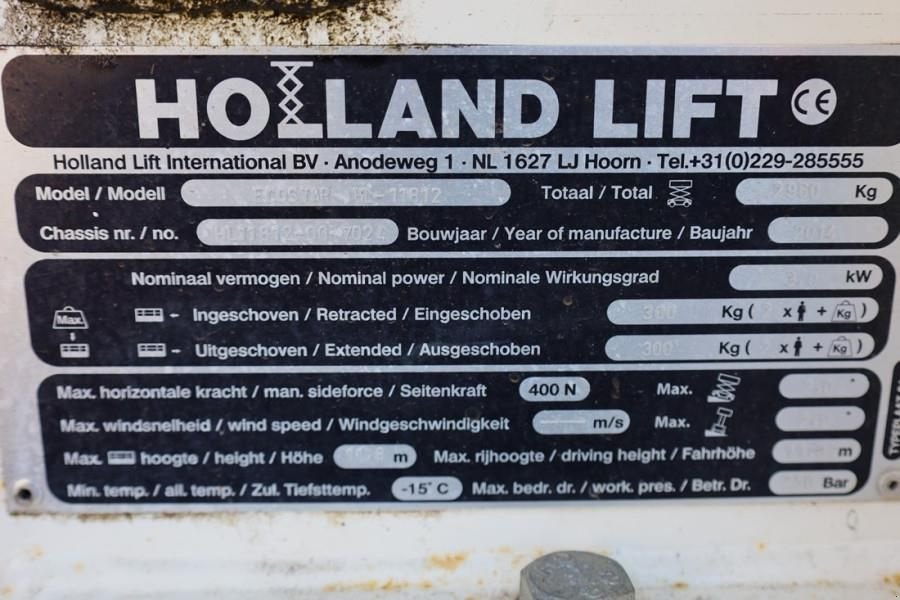 HOLLAND LIFT CE
Holland Lift International BV · Anodeweg 1 · NL 1627 LJ Hoorn · Tel.+31(0)229-285555
Model / Modell Totaal / Total Kg
Chassis nr. / no. Bouwjaar / Year of manufacture / Baujahr
Nominaal vermogen / Nominal power / Nominale Wirkungsgrad kW
Max. Ingeschoven / Retracted / Eingeschoben 300 Kg ( x + Kg )
Uitgeschoven / Extended / Ausgeschoben 300 Kg ( x + Kg )
Max. horizontale kracht / man. sideforce / Seitenkraft 400 N Max.
Max. windsnelheid / wind speed / Windgeschwindigkeit m/s Max.
Max. hoogte / height / Höhe m Max. rijhoogte / driving height / Fahrhöhe m
Min. temp. / all. temp. / Zul. Tiefsttemp. -15° C Max. bedr. dr. / work. pres. / Betr. Dr. Bar